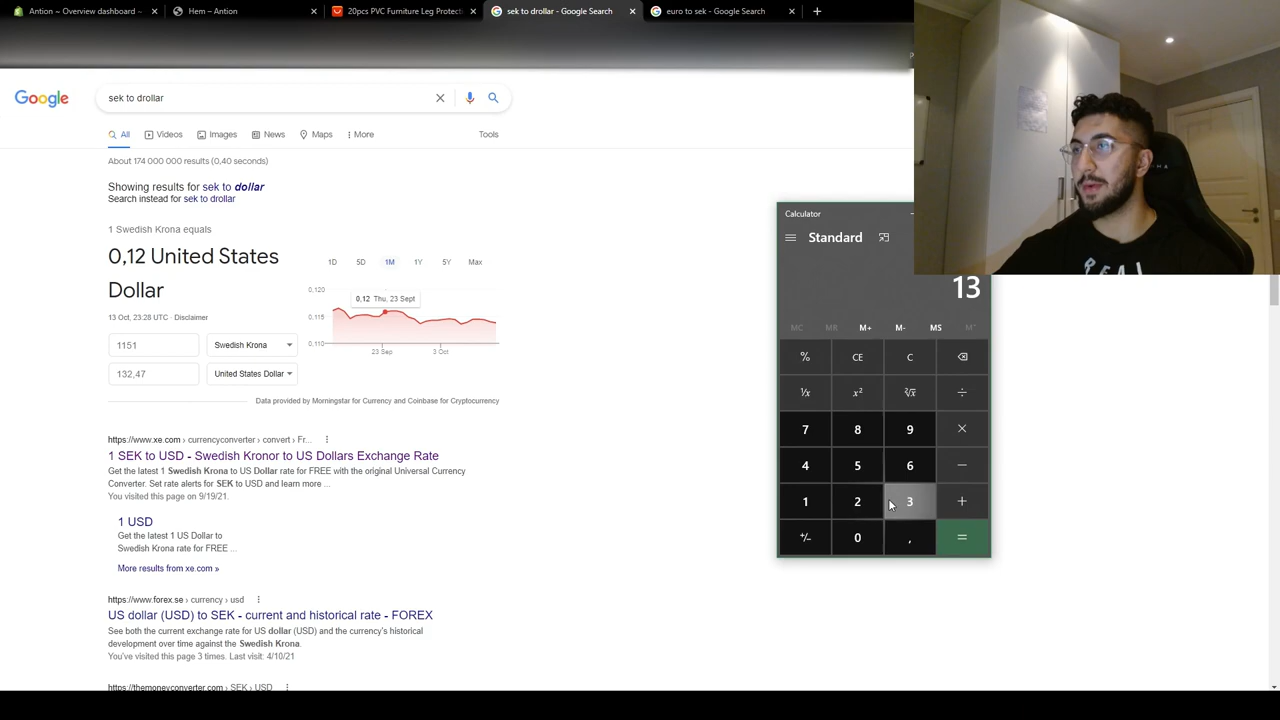 Antion ~ Overview dashboard ~
Hem – Antion
20pcs PVC Furniture Leg Protecti
sek to drollar - Google Search
euro to sek - Google Search
Google
sek to drollar
All
Videos
Images
News
Maps
More
Tools
About 174 000 000 results (0,40 seconds)
Showing results for sek to dollar
Search instead for sek to drollar
1 Swedish Krona equals
0,12 United States
Dollar
13 Oct, 23:28 UTC · Disclaimer
1151
Swedish Krona
132,47
United States Dollar
1D
5D
1M
1Y
5Y
Max
0,12 Thu, 23 Sept
0,120
0,115
0,110
23 Sep
3 Oct
Data provided by Morningstar for Currency and Coinbase for Cryptocurrency
https://www.xe.com › currencyconverter › convert › Fr...
1 SEK to USD - Swedish Kronor to US Dollars Exchange Rate
Get the latest 1 Swedish Krona to US Dollar rate for FREE with the original Universal Currency
Converter. Set rate alerts for SEK to USD and learn more ...
You visited this page on 9/19/21.
1 USD
Get the latest 1 US Dollar to
Swedish Krona rate for FREE ...
More results from xe.com »
https://www.forex.se › currency › usd
US dollar (USD) to SEK - current and historical rate - FOREX
See both the current exchange rate for US dollar (USD) and the currency's historical
development over time against the Swedish Krona.
You've visited this page 3 times. Last visit: 4/10/21
https://themoneyconverter.com › SEK › USD
Calculator
Standard
13
MC
MR
M+
M-
MS
M˅
%
CE
C
⌫
¹/x
x²
²√x
÷
7
8
9
×
4
5
6
−
1
2
3
+
+/−
0
,
=
REAL